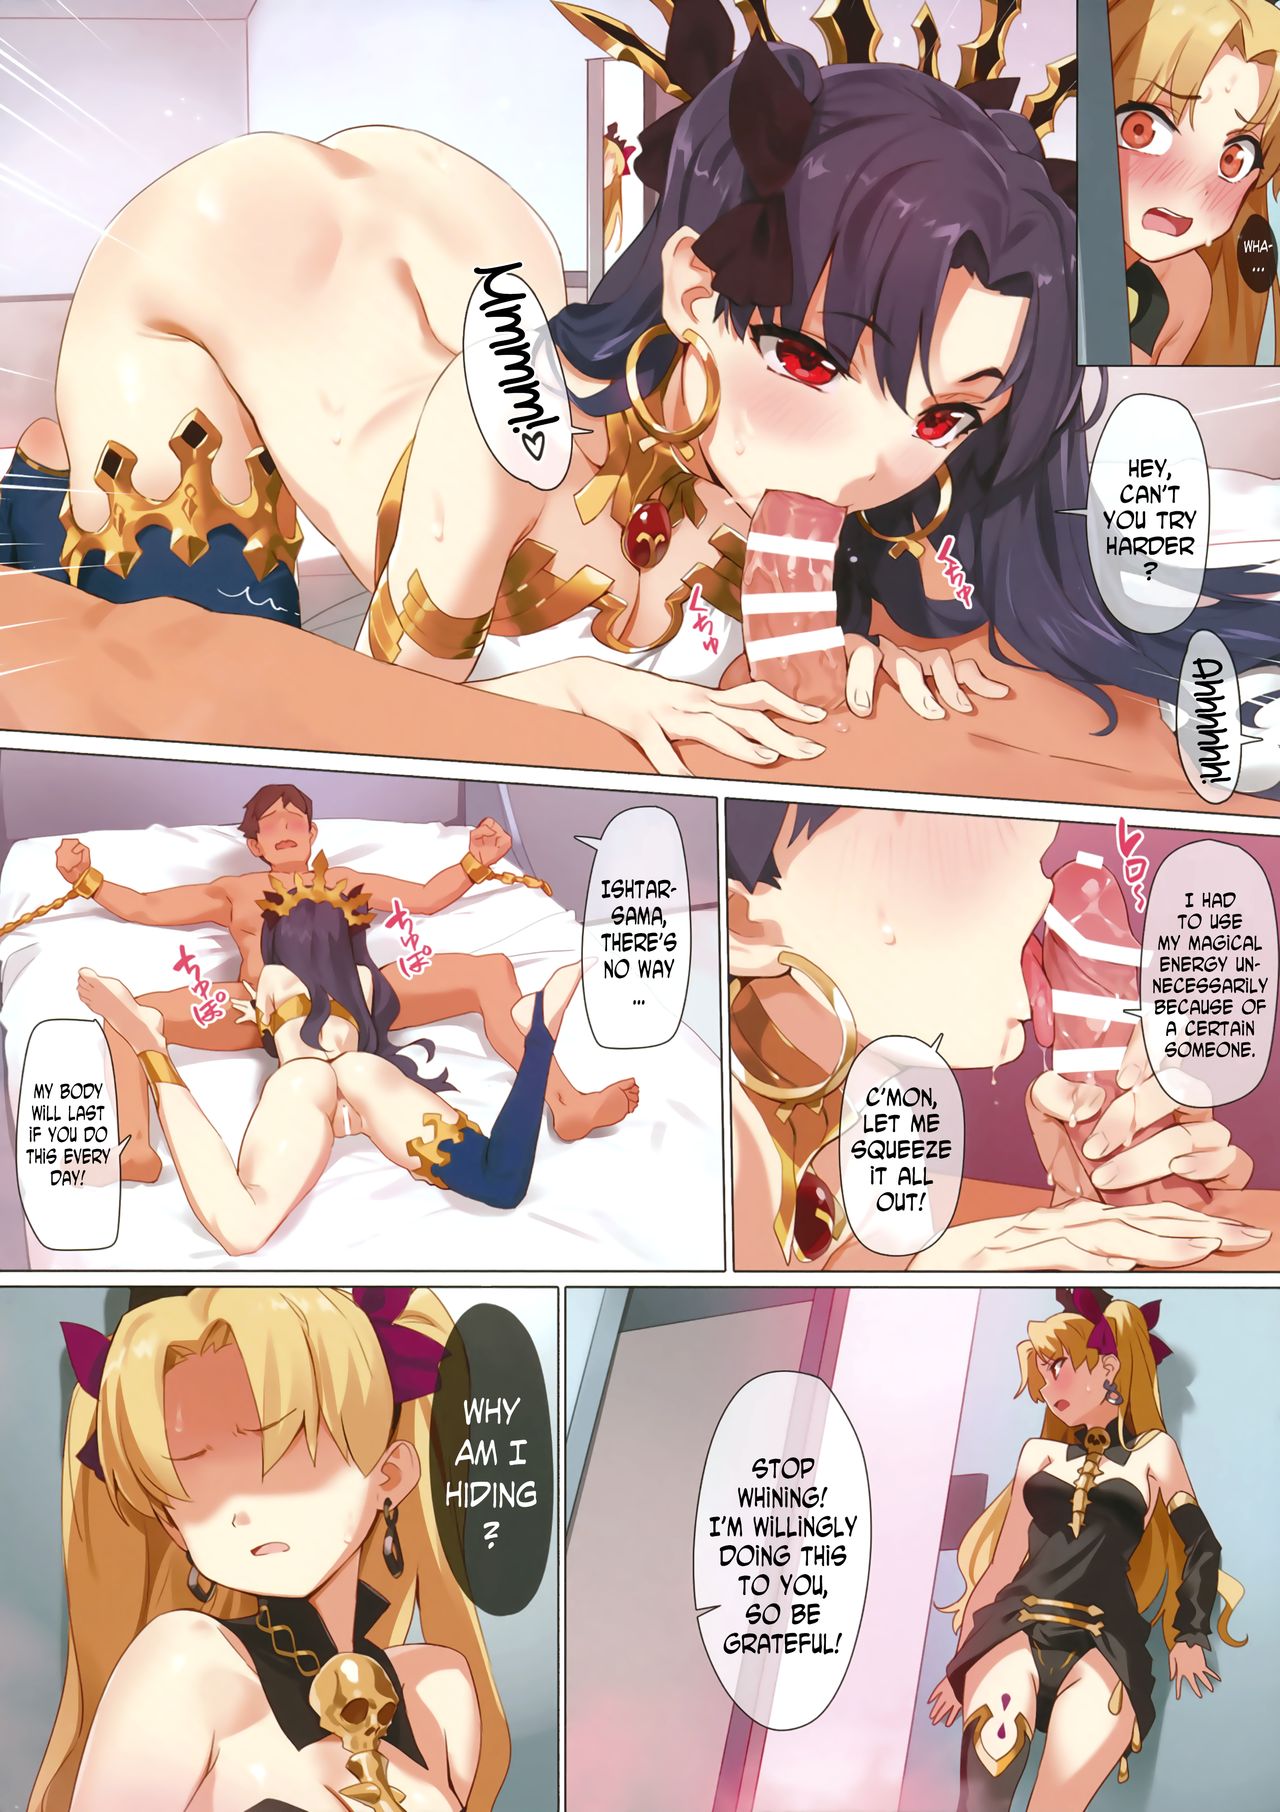 WHA-
...
Mmmm!♡
HEY,
CAN'T
YOU TRY
HARDER
?
くちゅ
くちゅ
Ahhhhh!
I HAD
TO USE
MY MAGICAL
ENERGY UN-
NECESSARILY
BECAUSE OF
A CERTAIN
SOMEONE.
レロ〜
C'MON,
LET ME
SQUEEZE
IT ALL
OUT!
ISHTAR-
SAMA,
THERE'S
NO WAY
...
ちゅぽ
ちゅぽ
MY BODY
WILL LAST
IF YOU DO
THIS EVERY
DAY!
STOP
WHINING!
I'M WILLINGLY
DOING THIS
TO YOU,
SO BE
GRATEFUL!
WHY
AM I
HIDING
?